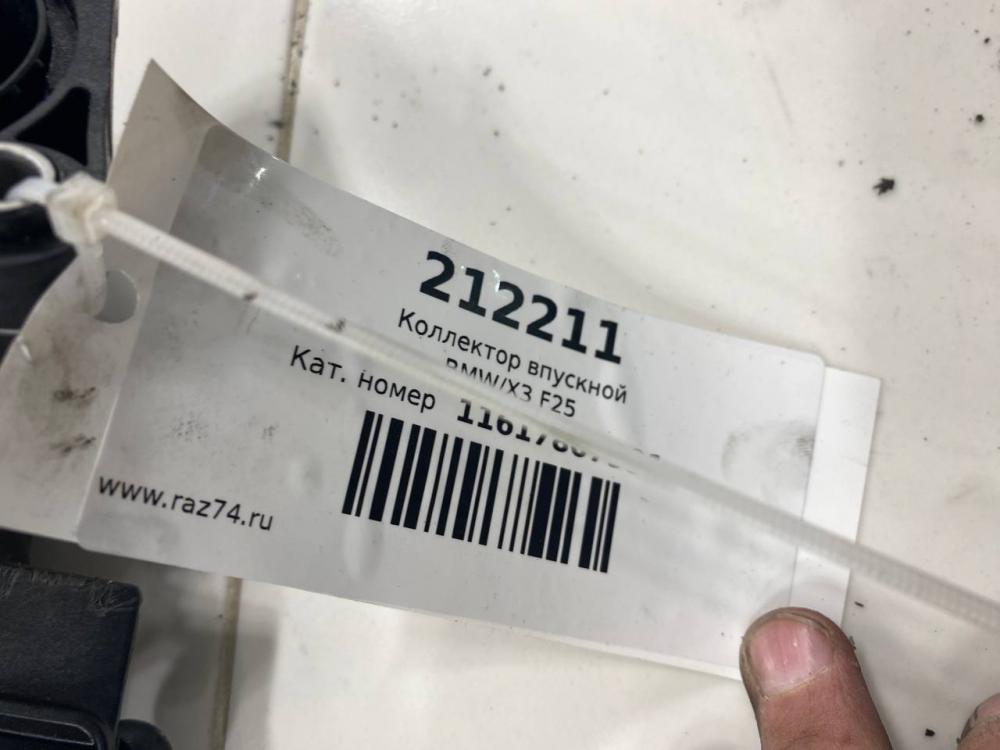 212211
Коллектор впускной
BMW/X3 F25
Кат. номер
www.raz74.ru